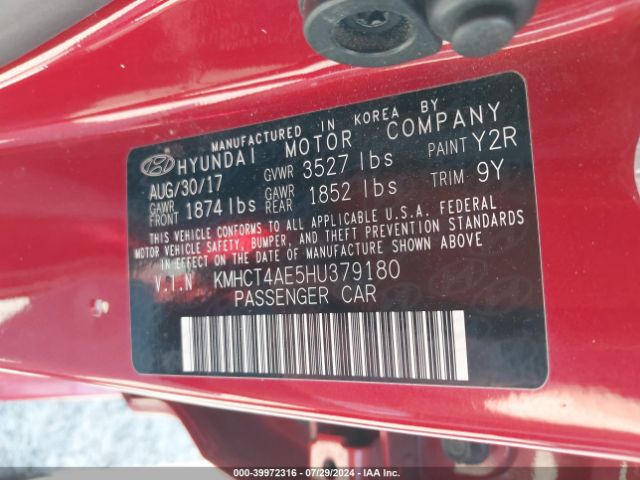 MANUFACTURED IN KOREA BY
HYUNDAI MOTOR COMPANY
AUG/30/17 GVWR 3527 lbs PAINT Y2R
GAWR FRONT 1874 lbs GAWR REAR 1852 lbs TRIM 9Y
THIS VEHICLE CONFORMS TO ALL APPLICABLE U.S.A. FEDERAL
MOTOR VEHICLE SAFETY, BUMPER, AND THEFT PREVENTION STANDARDS
IN EFFECT ON THE DATE OF MANUFACTURE SHOWN ABOVE
V.I.N KMHCT4AE5HU379180
PASSENGER CAR
000-39972316 - 07/29/2024 - IAA Inc.